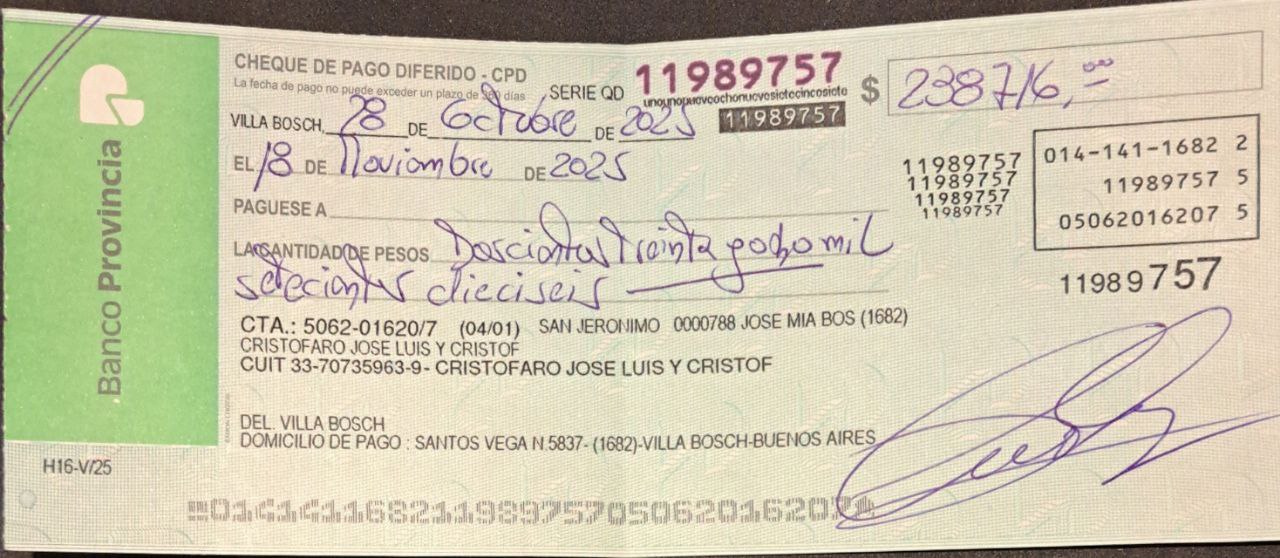 CHEQUE DE PAGO DIFERIDO - CPD
La fecha de pago no puede exceder un plazo de 360 días
SERIE QD 11989757
unounonueveochonuevesietecincosiete
11989757
$ 238716,00
VILLA BOSCH, 28 DE Octubre DE 2025
EL 18 DE Noviembre DE 2025
PAGUESE A
LA CANTIDAD DE PESOS Doscientos treinta y ocho mil
setecientos dieciseis
11989757
11989757
11989757
11989757
014-141-1682 2
11989757 5
05062016207 5
11989757
CTA.: 5062-01620/7 (04/01) SAN JERONIMO 0000788 JOSE MIA BOS (1682)
CRISTOFARO JOSE LUIS Y CRISTOF
CUIT 33-70735963-9- CRISTOFARO JOSE LUIS Y CRISTOF
DEL. VILLA BOSCH
DOMICILIO DE PAGO : SANTOS VEGA N.5837- (1682)-VILLA BOSCH-BUENOS AIRES
Banco Provincia
H16-V/25
01414116821198975705062016207